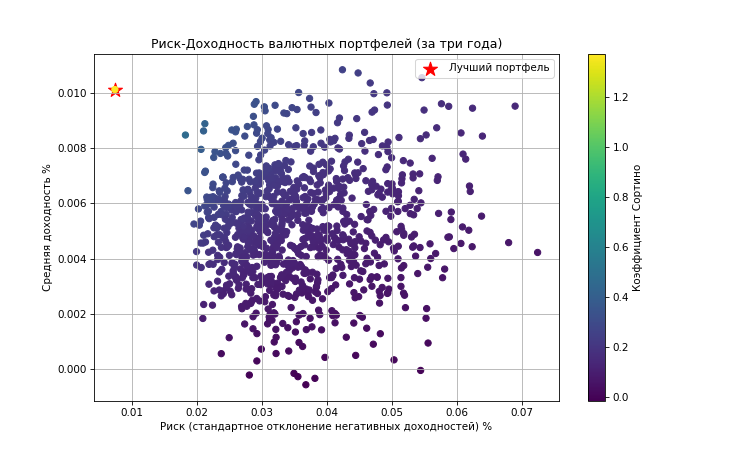 Риск-Доходность валютных портфелей (за три года)
Лучший портфель
0.010
0.008
0.006
0.004
0.002
0.000
Средняя доходность %
0.01 0.02 0.03 0.04 0.05 0.06 0.07
Риск (стандартное отклонение негативных доходностей) %
1.2
1.0
0.8
0.6
0.4
0.2
0.0
Коэффициент Сортино